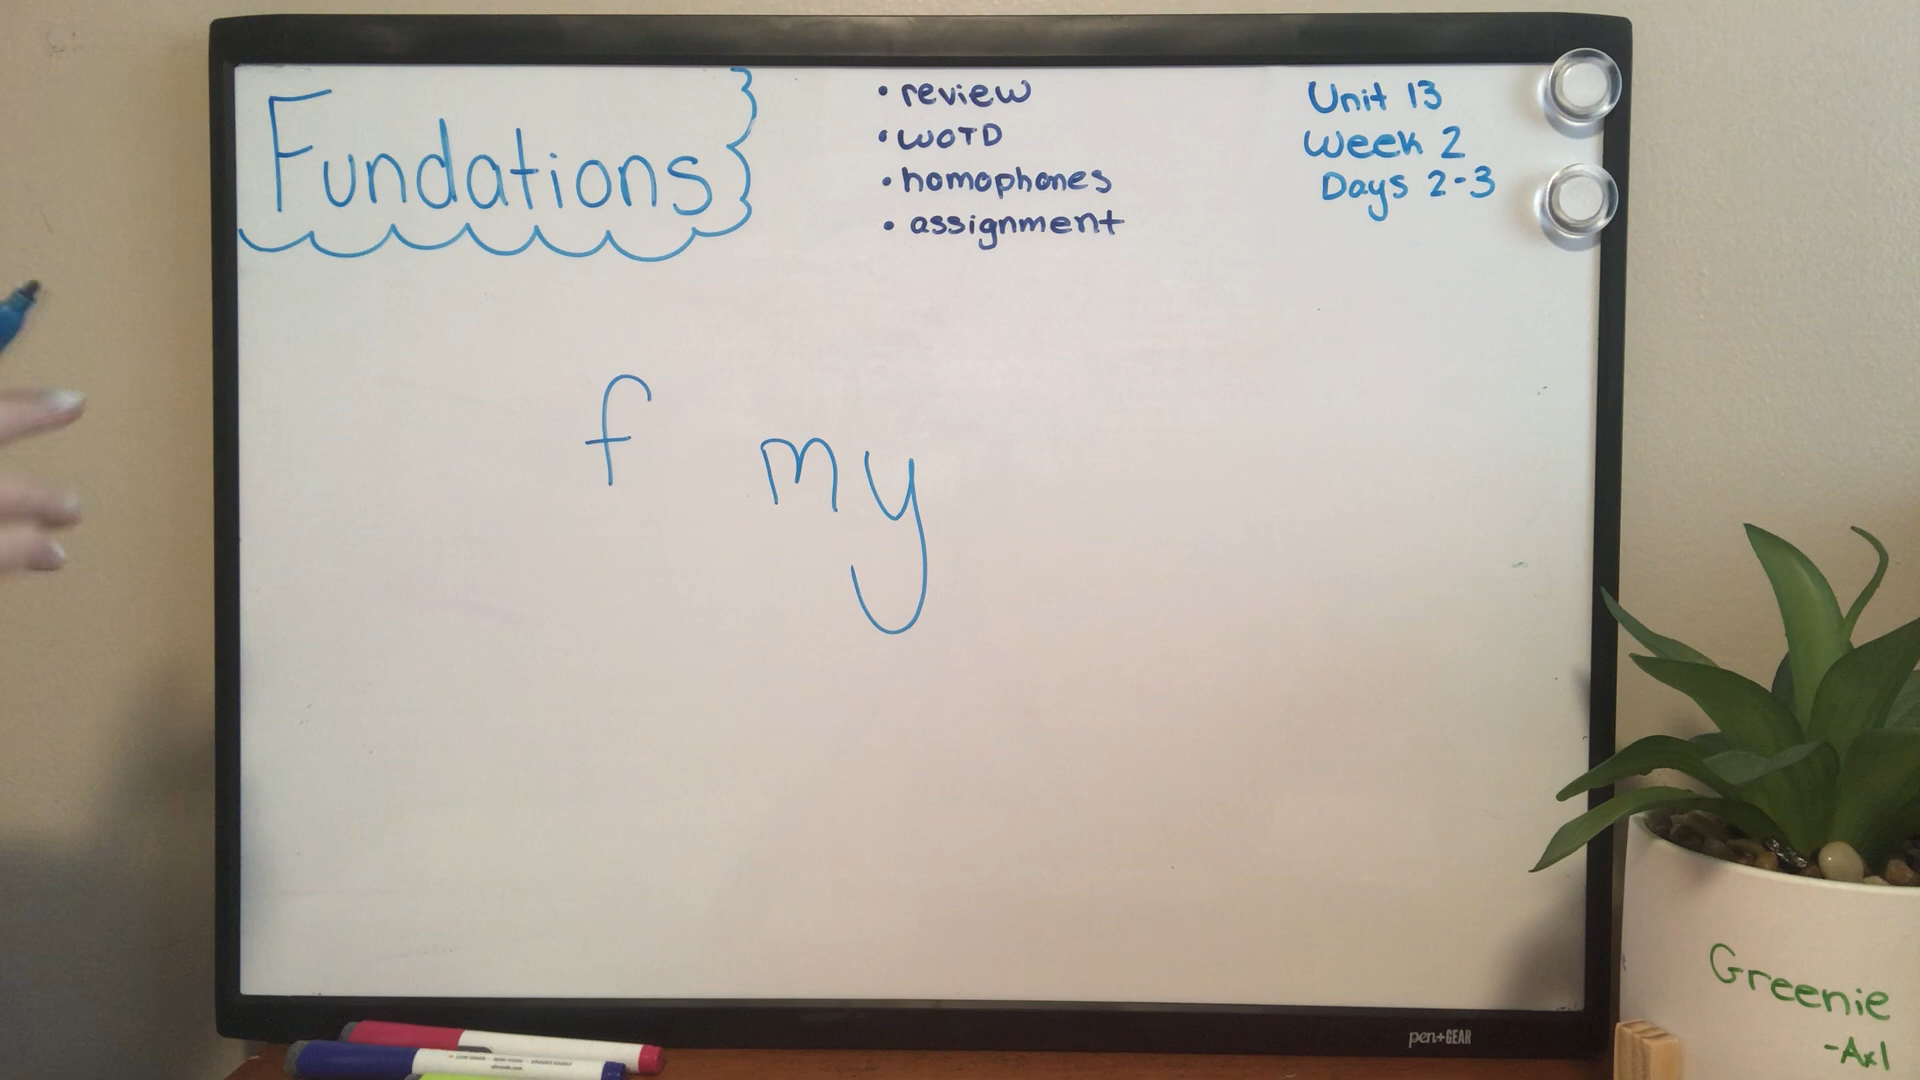 Fundations
• review
• WOTD
• homophones
• assignment
Unit 13
Week 2
Days 2-3
f my
pen+GEAR
Greenie
-Axl